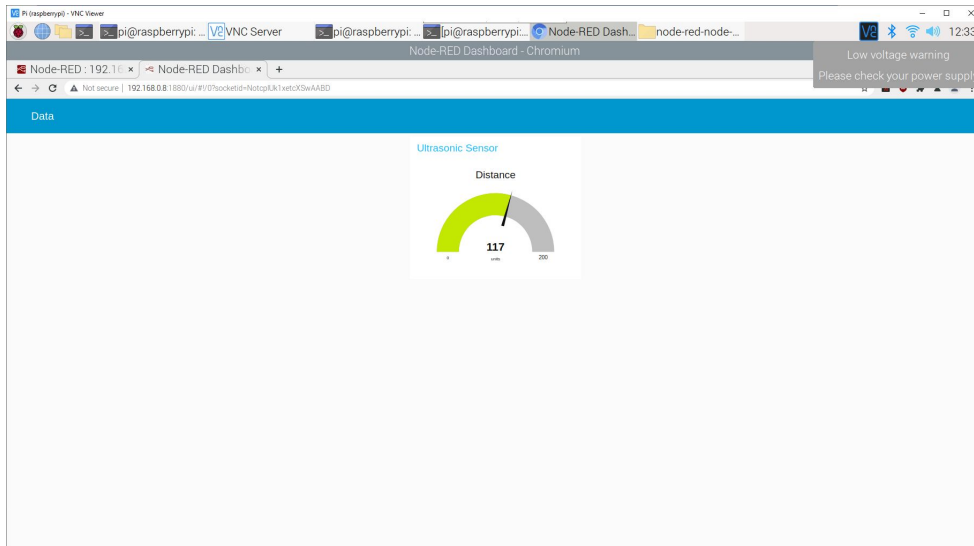 Pi (raspberrypi) - VNC Viewer
pi@raspberrypi: ... VNC Server pi@raspberrypi: ... [pi@raspberrypi:... Node-RED Dash... node-red-node-... 12:33
Node-RED Dashboard - Chromium
Low voltage warning
Please check your power supply
Node-RED : 192.16 × Node-RED Dashbo × +
Not secure | 192.168.0.8:1880/ui/#!/0?socketid=
Data
Ultrasonic Sensor
Distance
117
units
0 200